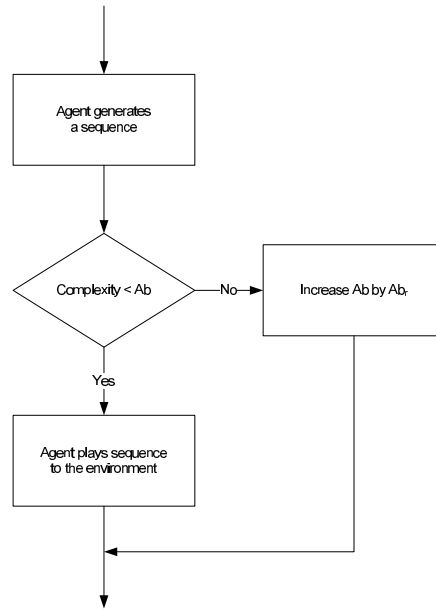 Agent generates
a sequence
Complexity < Ab
No
Increase Ab by Abr
Yes
Agent plays sequence
to the environment